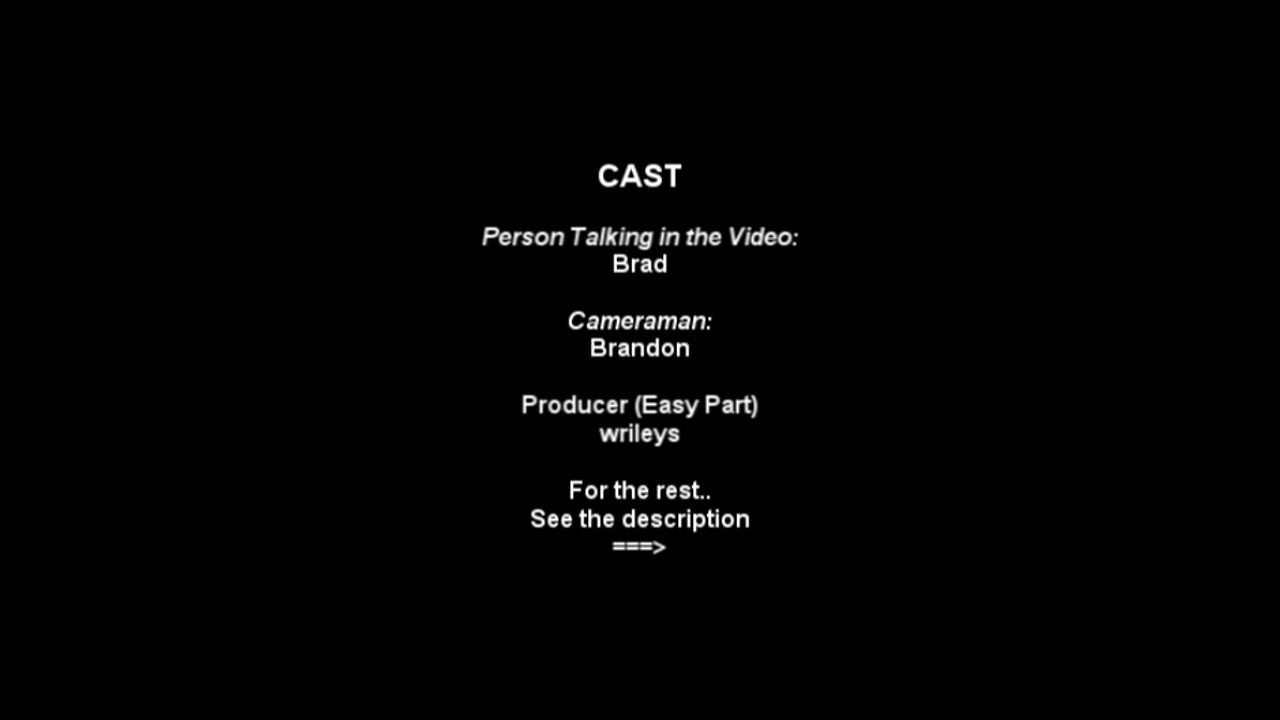 CAST
Person Talking in the Video:
Brad
Cameraman:
Brandon
Producer (Easy Part)
wrileys
For the rest..
See the description
===>